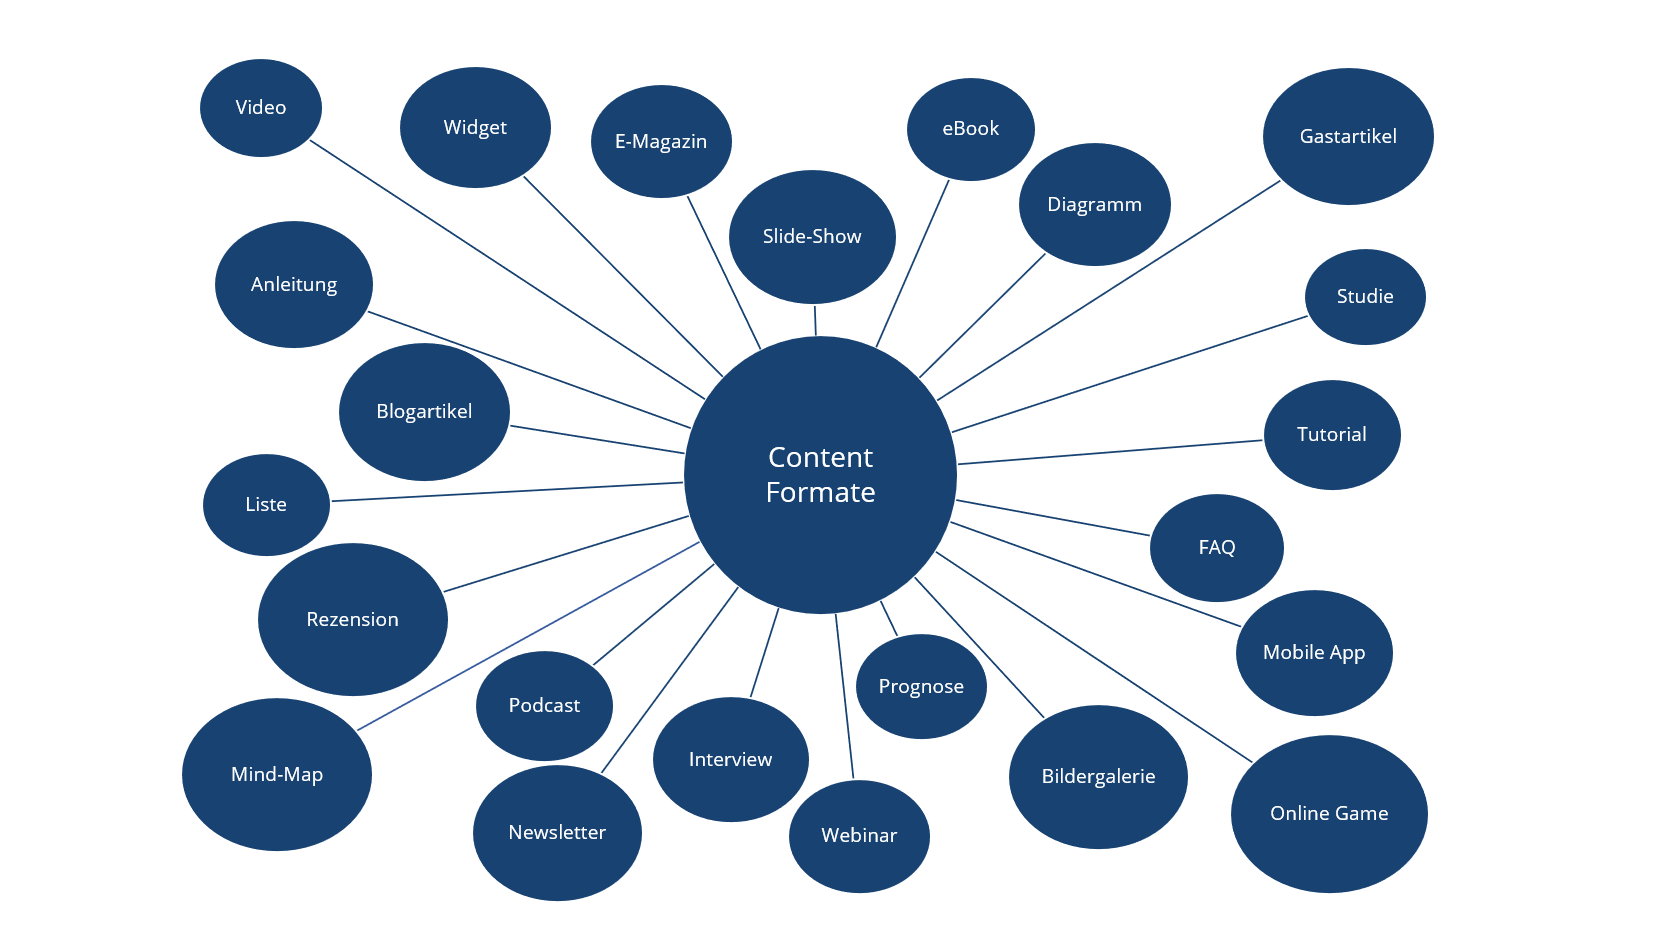 Video
Widget
E-Magazin
eBook
Gastartikel
Diagramm
Slide-Show
Anleitung
Studie
Blogartikel
Tutorial
Content
Formate
Liste
FAQ
Rezension
Mobile App
Podcast
Prognose
Mind-Map
Interview
Bildergalerie
Online Game
Newsletter
Webinar